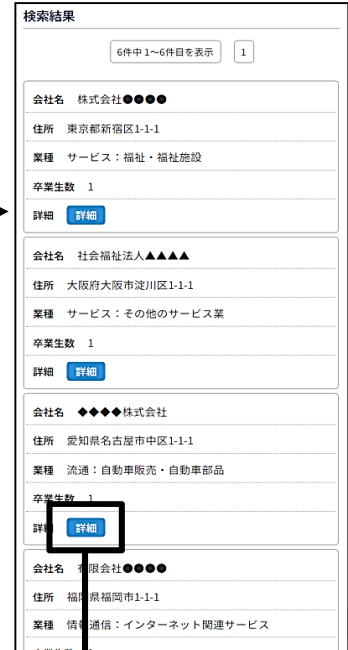 検索結果
6件中 1〜6件目を表示 1
会社名 株式会社●●●●
住所 東京都新宿区1-1-1
業種 サービス：福祉・福祉施設
卒業生数 1
詳細 詳細
会社名 社会福祉法人▲▲▲▲
住所 大阪府大阪市淀川区1-1-1
業種 サービス：その他のサービス業
卒業生数 1
詳細 詳細
会社名 ◆◆◆◆株式会社
住所 愛知県名古屋市中区1-1-1
業種 流通：自動車販売・自動車部品
卒業生数 1
詳細 詳細
会社名 有限会社●●●●
住所 福岡県福岡市1-1-1
業種 情報通信：インターネット関連サービス